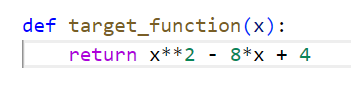 def target_function(x):
    return x**2 - 8*x + 4